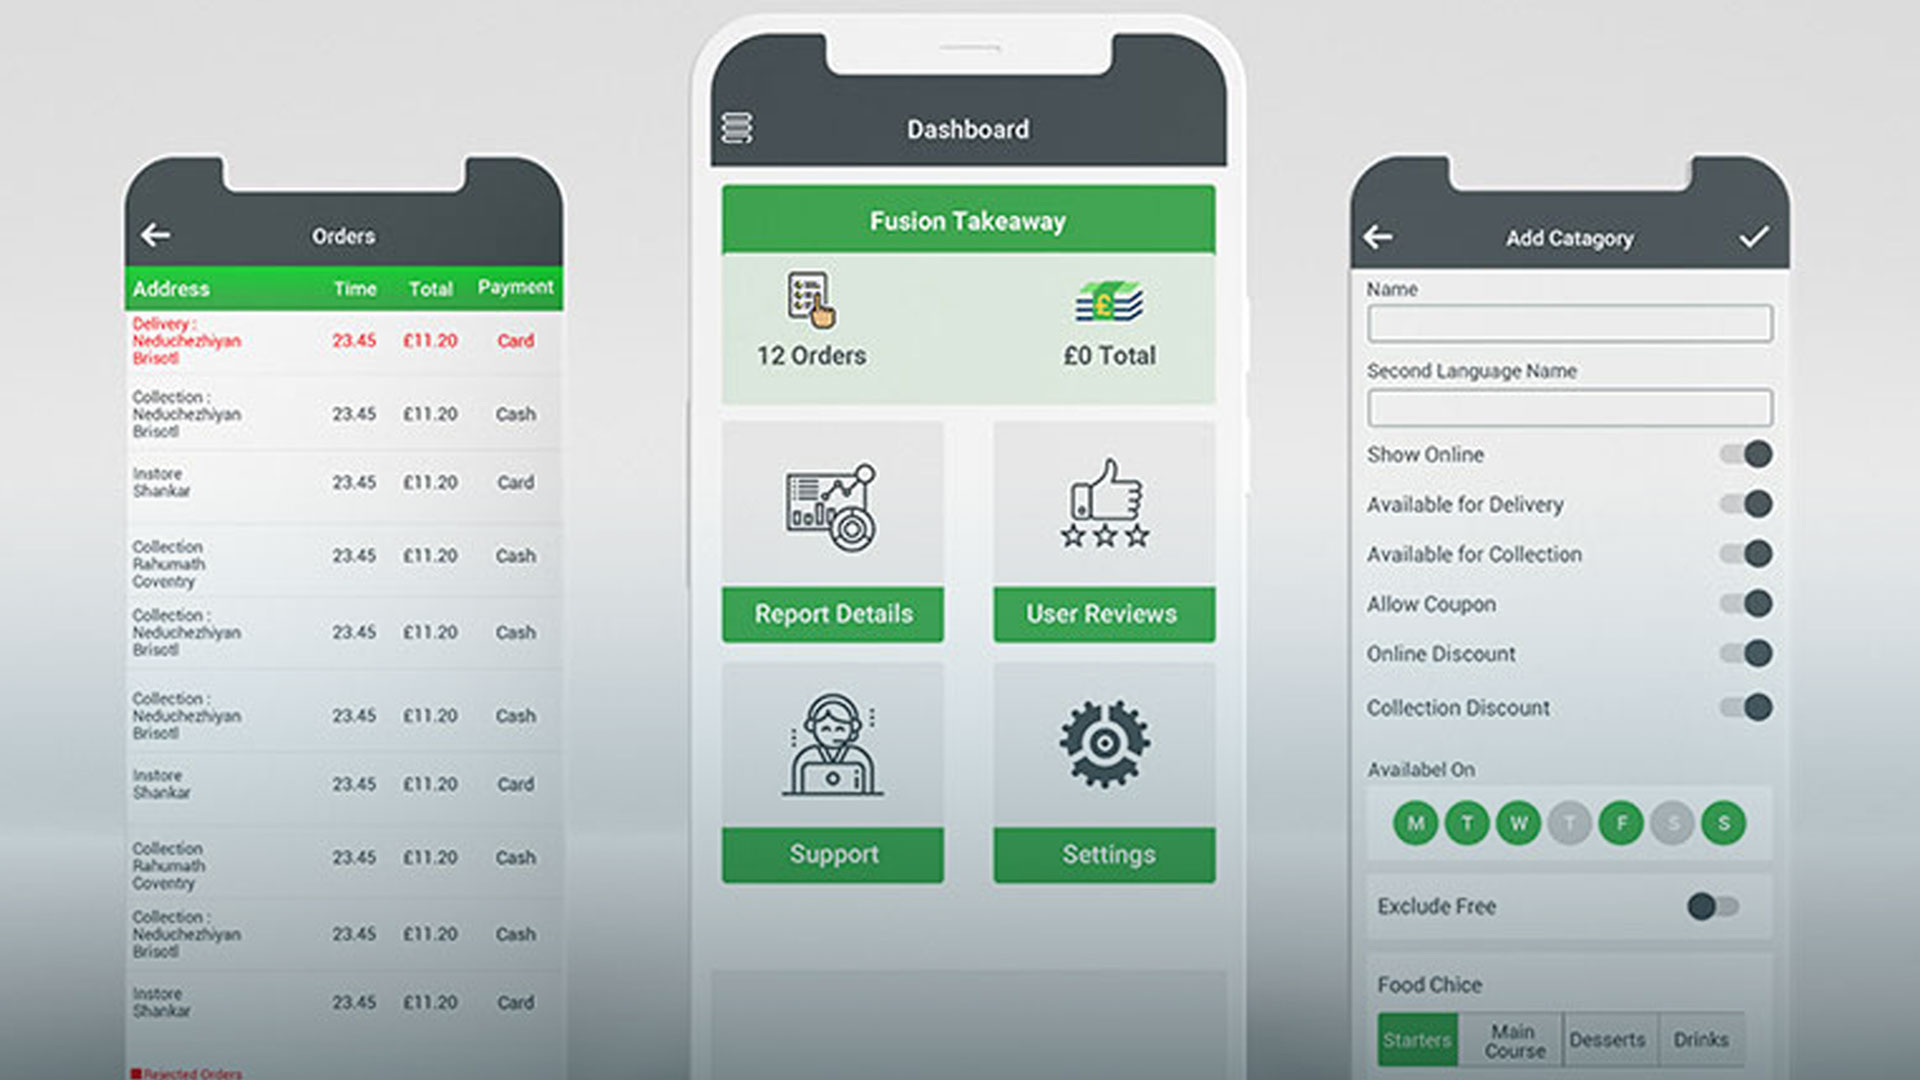 Orders
Address Time Total Payment
Delivery :
Neduchezhiyan
Brisotl
23.45 £11.20 Card
Collection :
Neduchezhiyan
Brisotl
23.45 £11.20 Cash
Instore
Shankar
23.45 £11.20 Card
Collection
Rahumath
Coventry
23.45 £11.20 Cash
Collection :
Neduchezhiyan
Brisotl
23.45 £11.20 Cash
Collection :
Neduchezhiyan
Brisotl
23.45 £11.20 Cash
Instore
Shankar
23.45 £11.20 Card
Collection
Rahumath
Coventry
23.45 £11.20 Cash
Collection :
Neduchezhiyan
Brisotl
23.45 £11.20 Cash
Instore
Shankar
23.45 £11.20 Card
Rejected Orders
Dashboard
Fusion Takeaway
12 Orders
£0 Total
Report Details
User Reviews
Support
Settings
Add Catagory
Name
Second Language Name
Show Online
Available for Delivery
Available for Collection
Allow Coupon
Online Discount
Collection Discount
Availabel On
M T W T F S S
Exclude Free
Food Chice
Starters
Main
Course
Desserts
Drinks